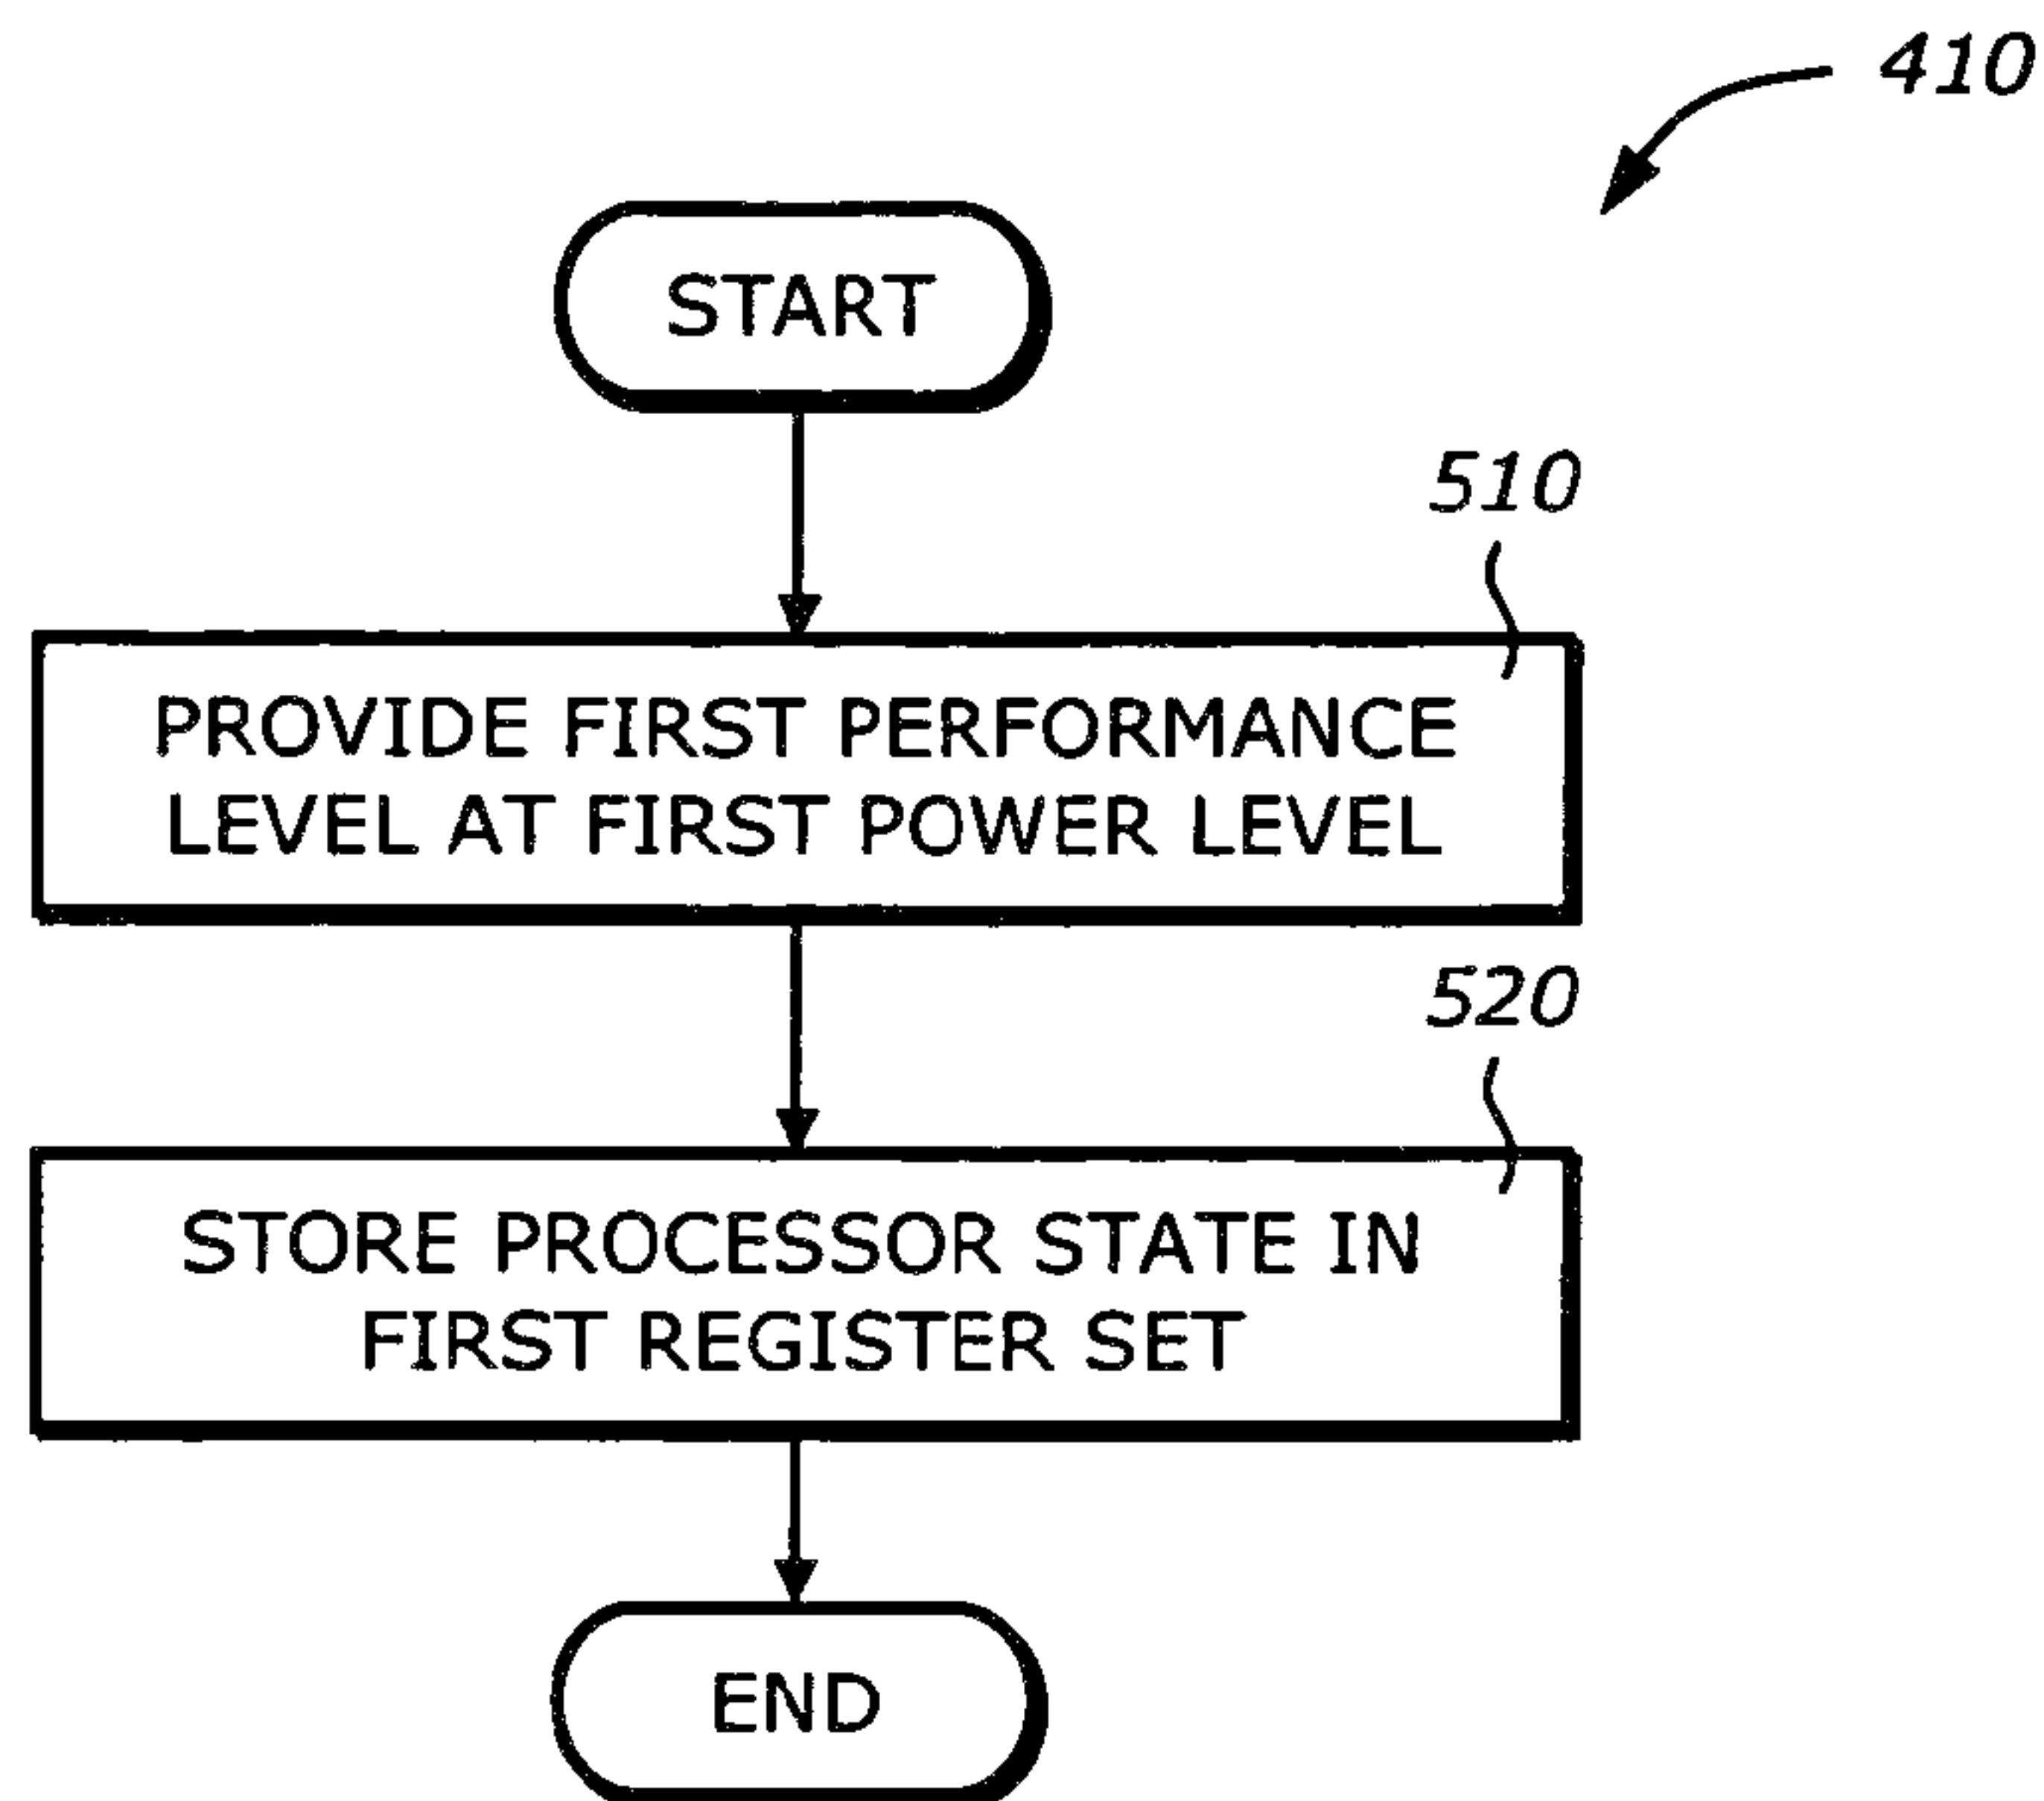 410
START
510
PROVIDE FIRST PERFORMANCE
LEVEL AT FIRST POWER LEVEL
520
STORE PROCESSOR STATE IN
FIRST REGISTER SET
END